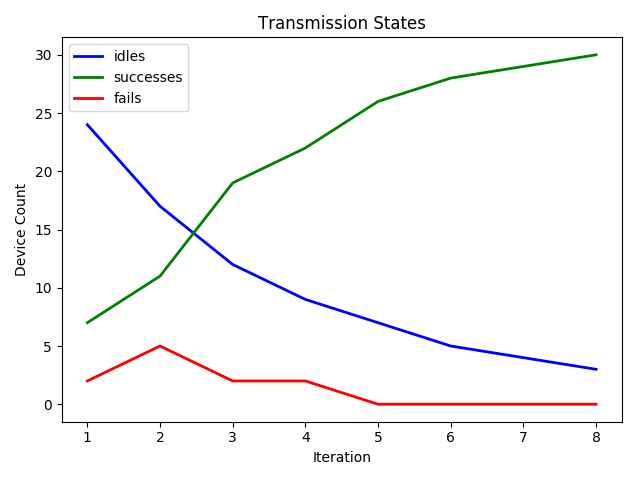 Transmission States
idles
successes
fails
Device Count
30
25
20
15
10
5
0
1 2 3 4 5 6 7 8
Iteration